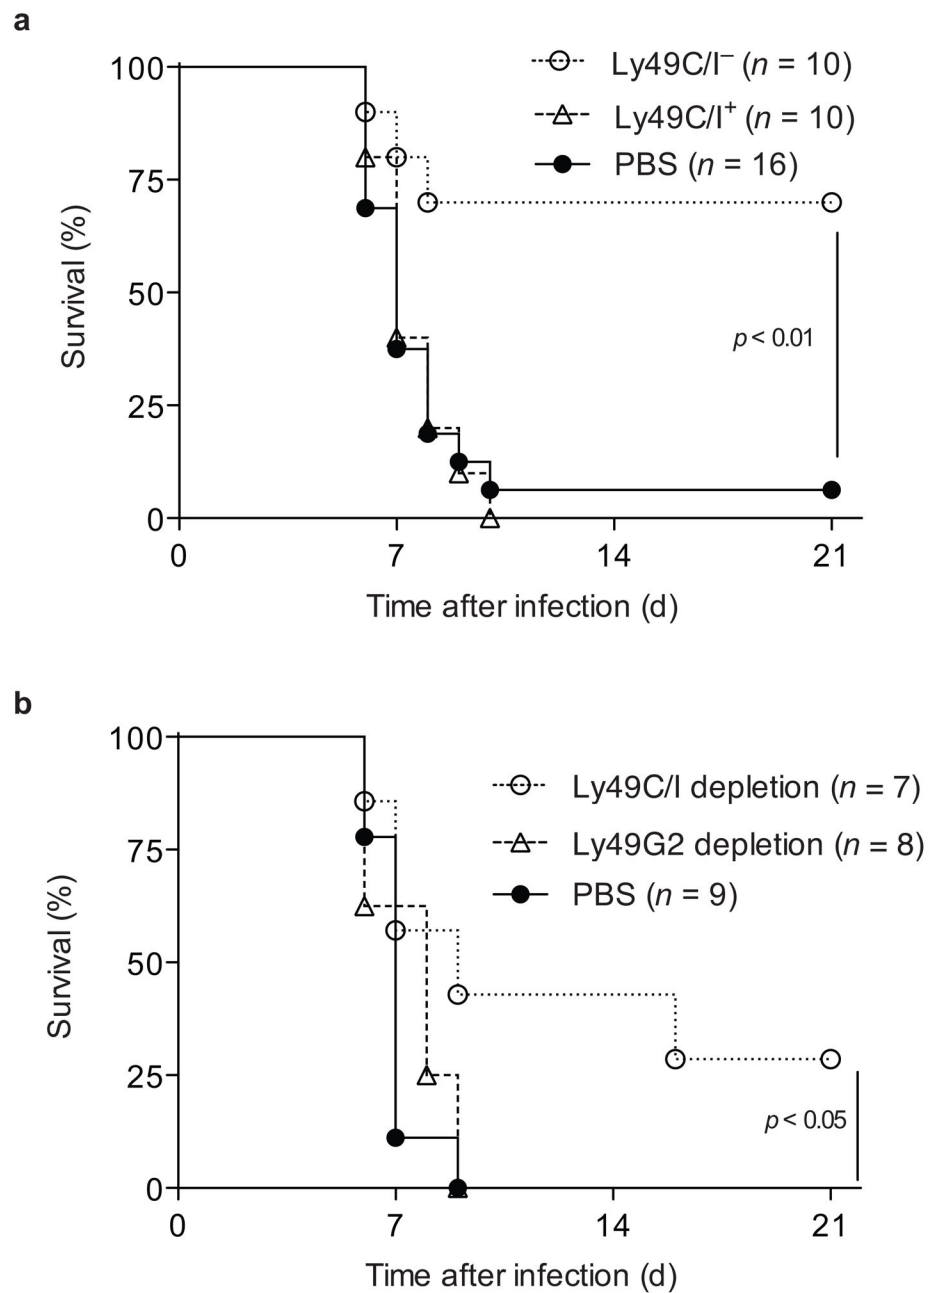 a
Ly49C/I– (n = 10)
Ly49C/I+ (n = 10)
PBS (n = 16)
100
75
50
25
0
Survival (%)
p < 0.01
0 7 14 21
Time after infection (d)
b
Ly49C/I depletion (n = 7)
Ly49G2 depletion (n = 8)
PBS (n = 9)
100
75
50
25
0
Survival (%)
p < 0.05
0 7 14 21
Time after infection (d)